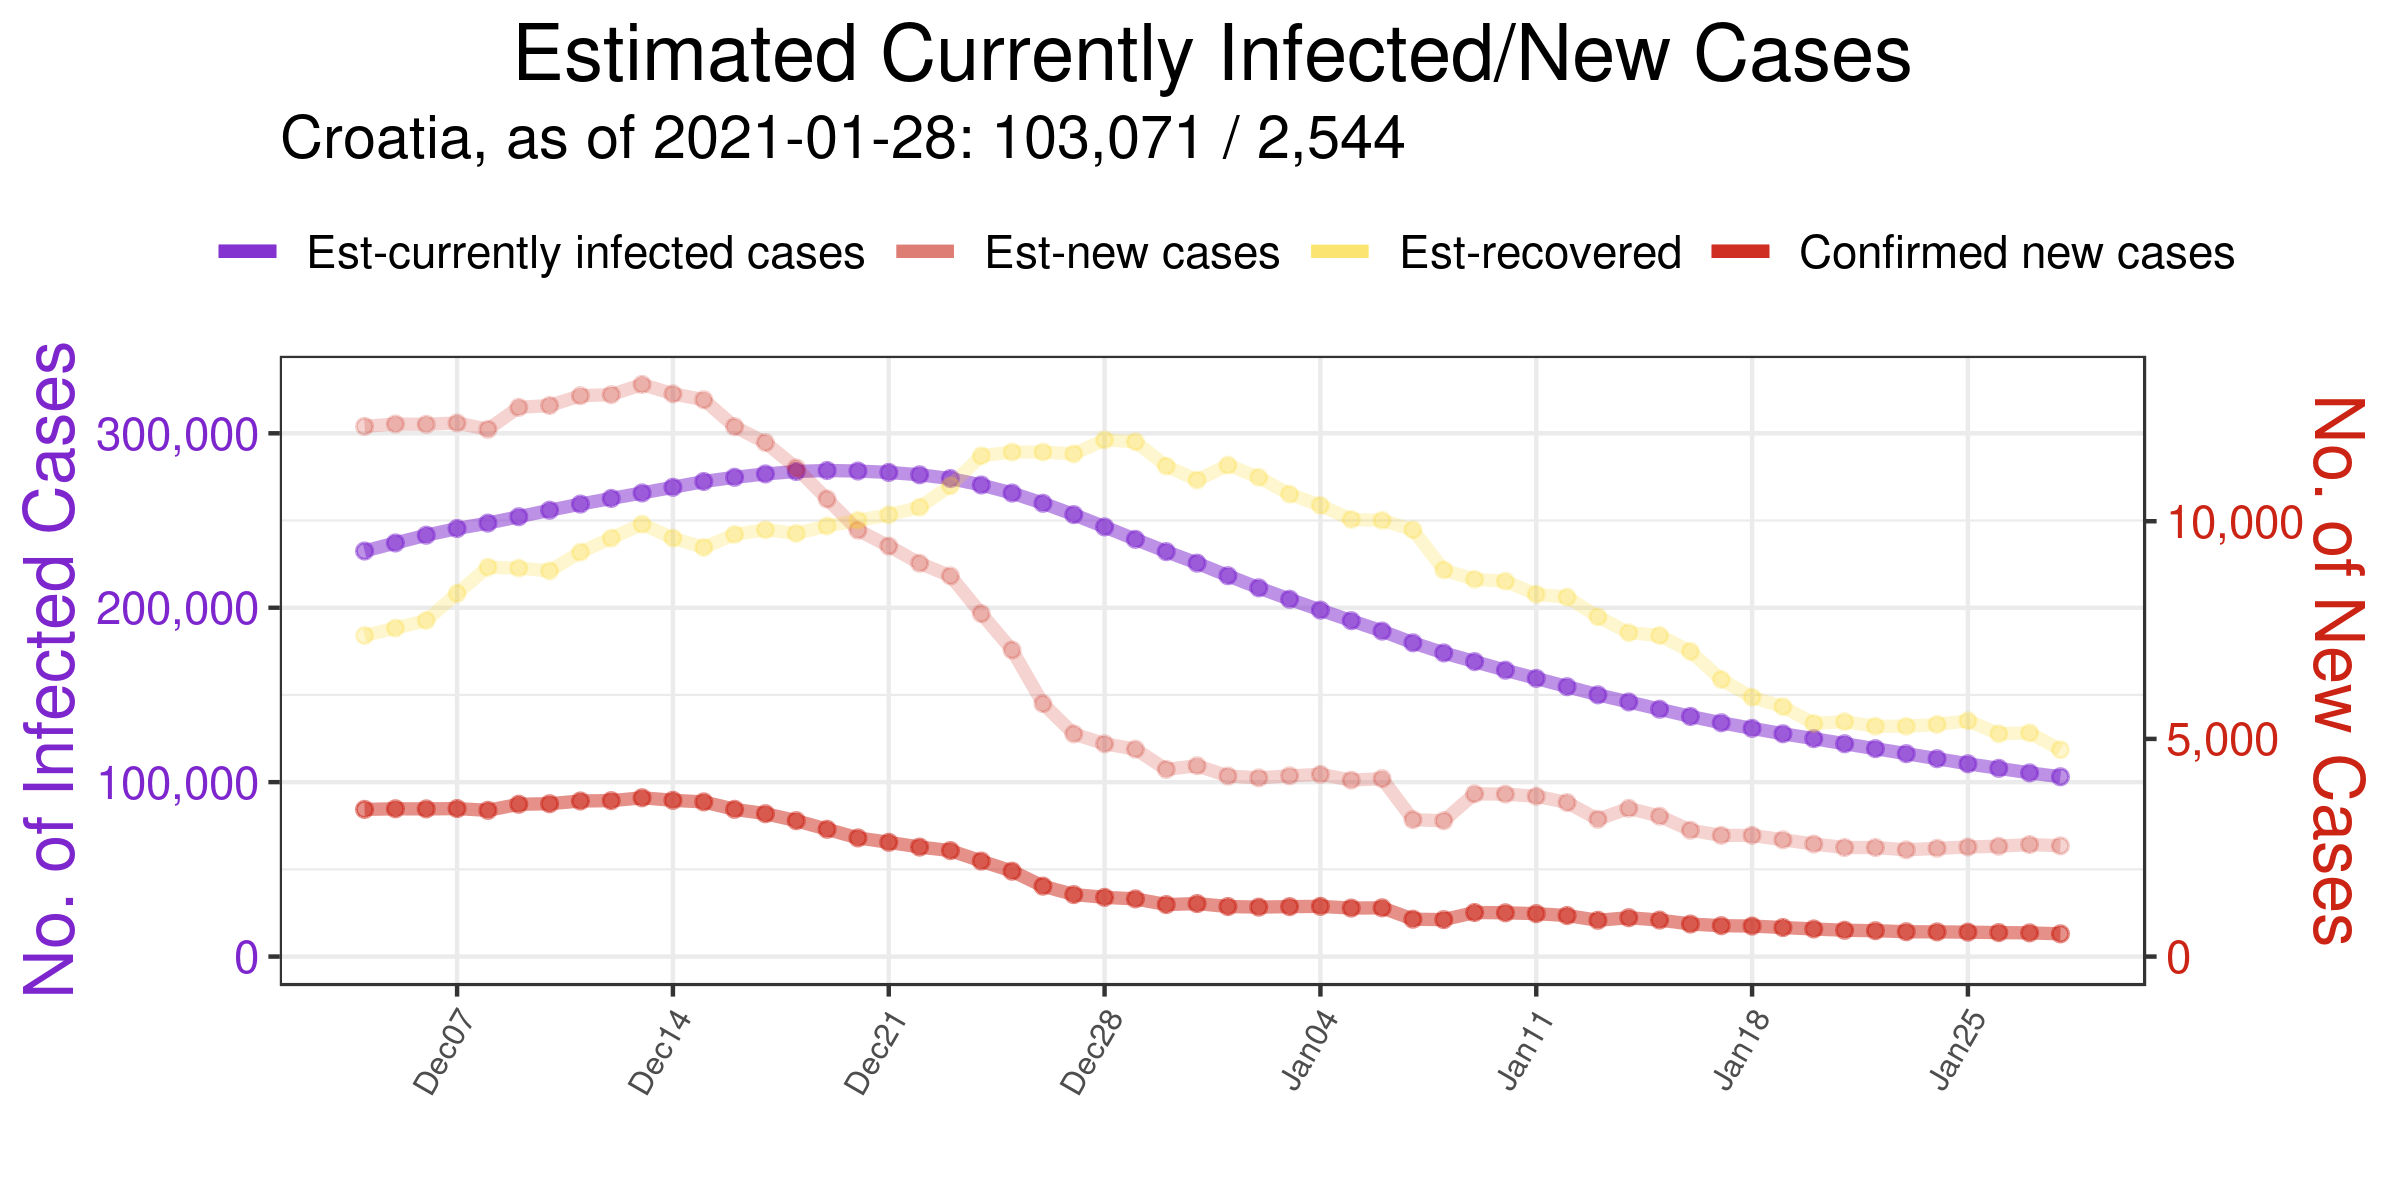 Estimated Currently Infected/New Cases
Croatia, as of 2021-01-28: 103,071 / 2,544
Est-currently infected cases Est-new cases Est-recovered Confirmed new cases
No. of Infected Cases
300,000
200,000
100,000
0
10,000
5,000
0
No. of New Cases
Dec07 Dec14 Dec21 Dec28 Jan04 Jan11 Jan18 Jan25